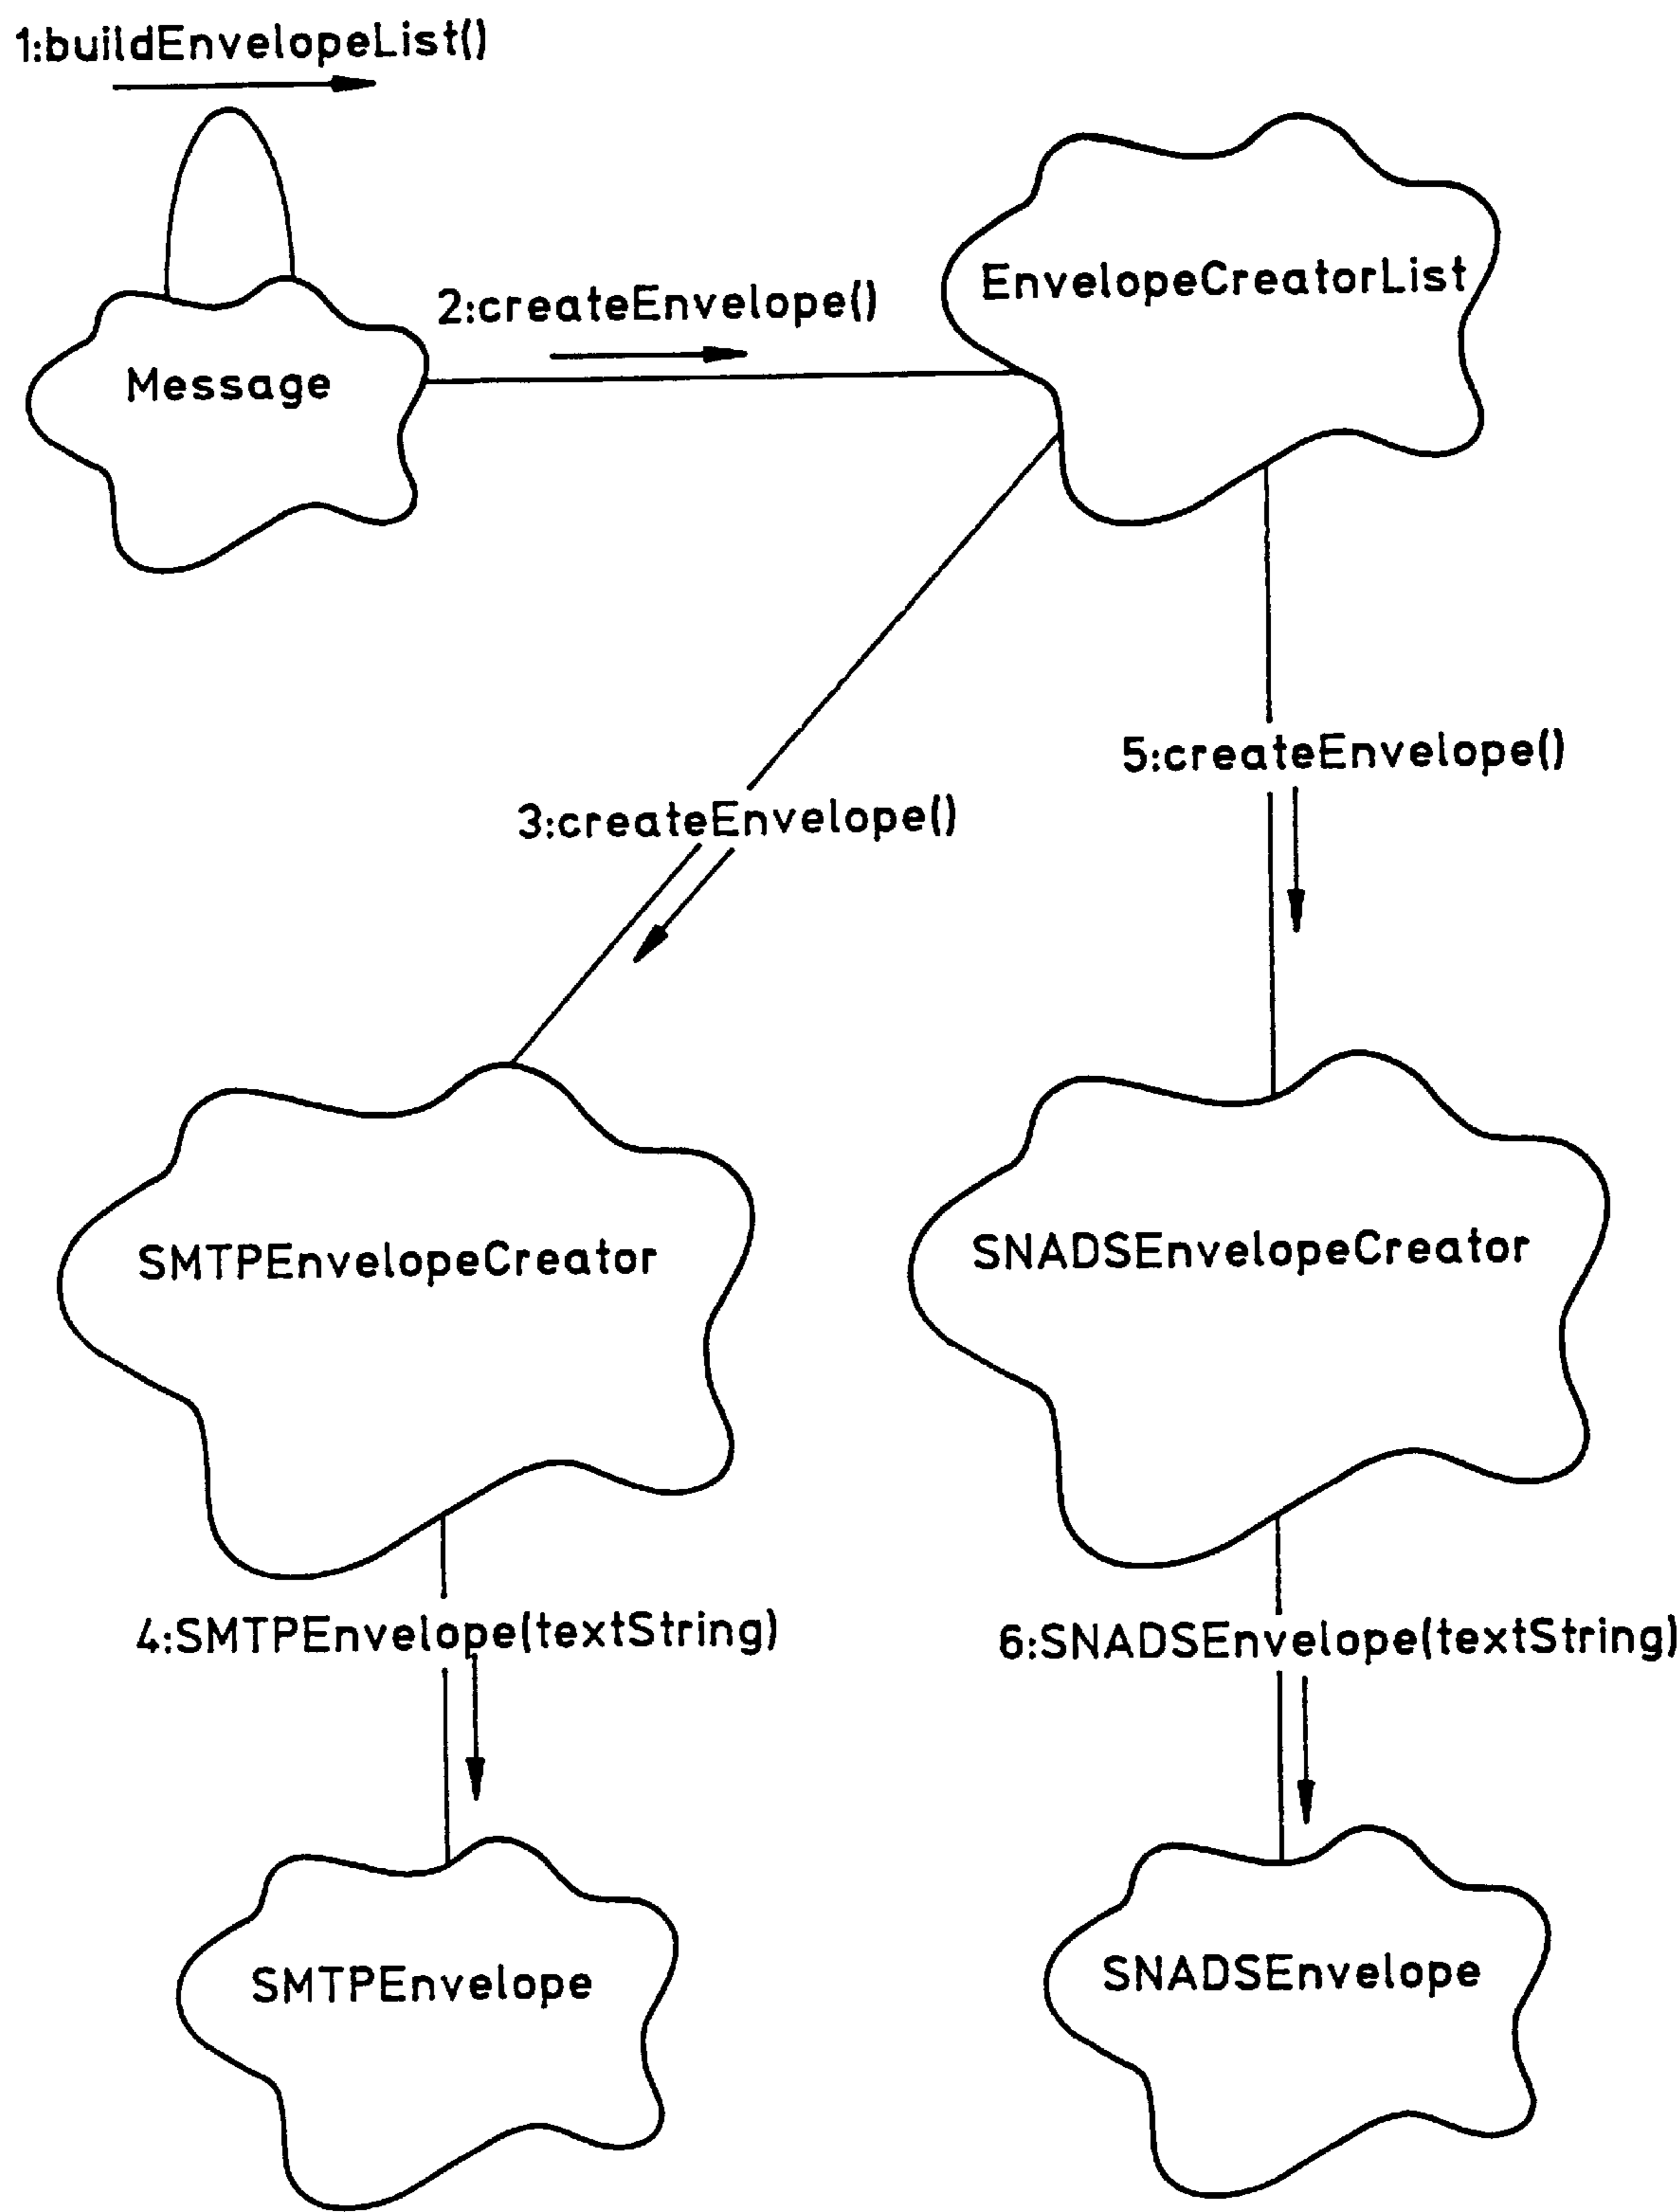 1:buildEnvelopeList()
EnvelopeCreatorList
2:createEnvelope()
Message
5:createEnvelope()
3:createEnvelope()
SMTPEnvelopeCreator
SNADSEnvelopeCreator
4:SMTPEnvelope(textString)
6:SNADSEnvelope(textString)
SMTPEnvelope
SNADSEnvelope